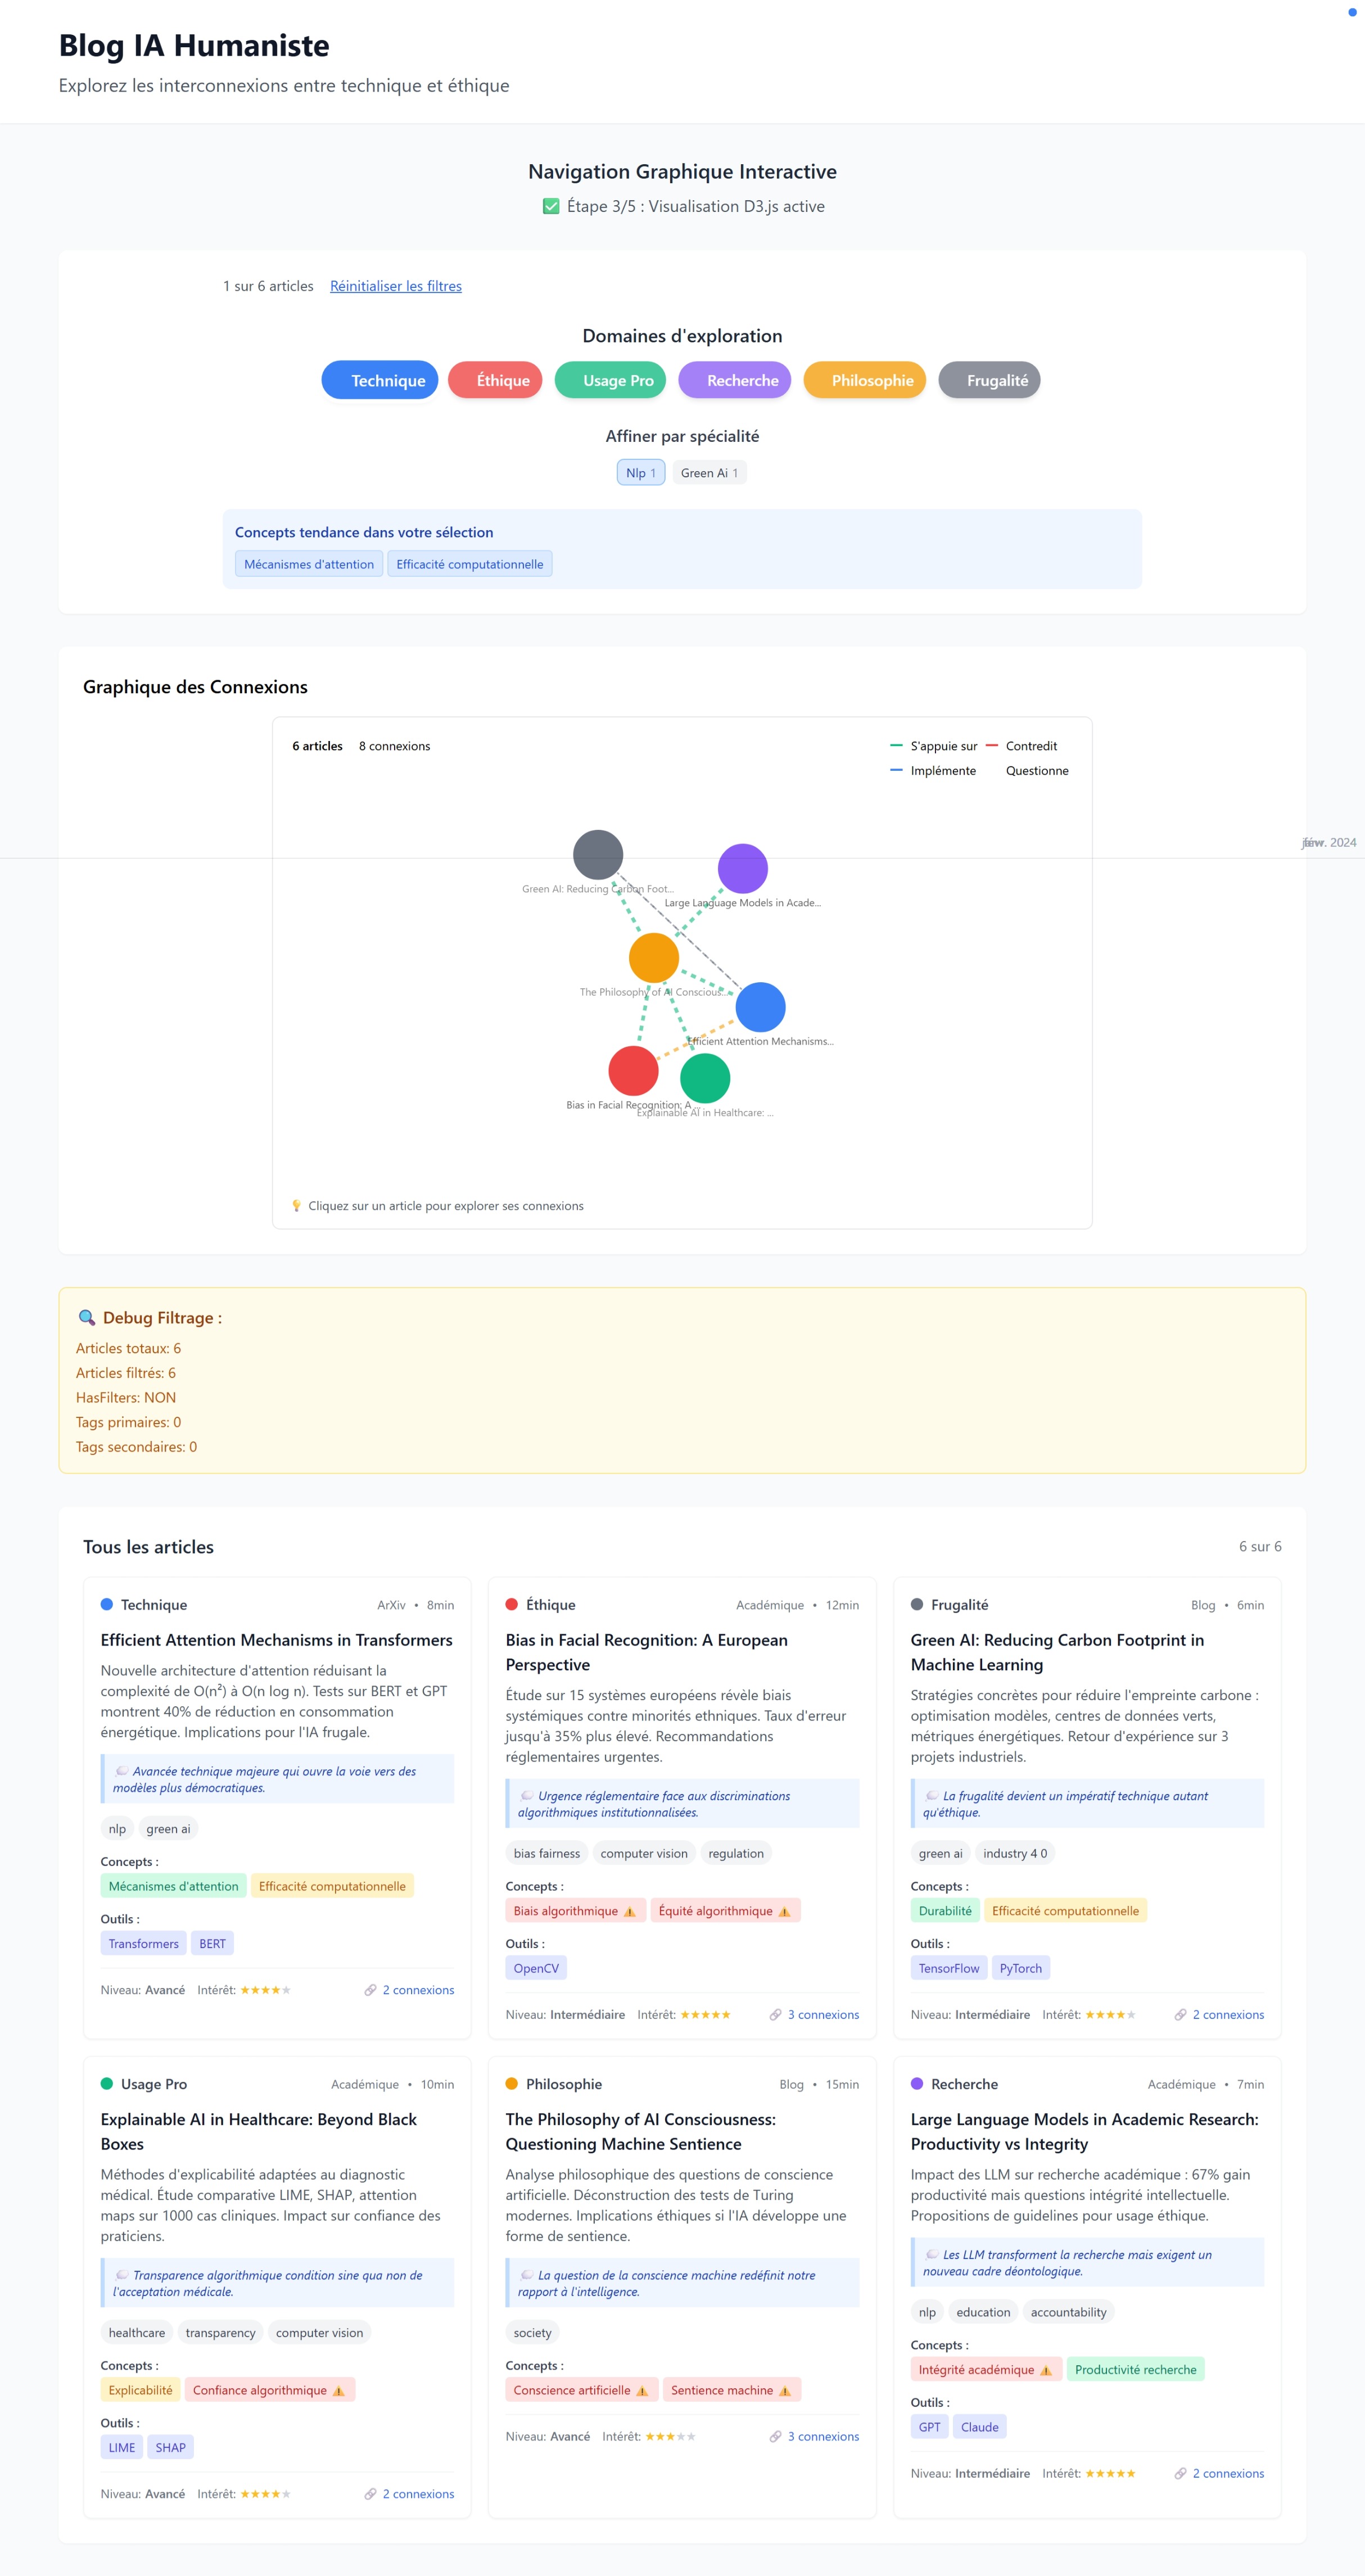 Blog IA Humaniste
Explorez les interconnexions entre technique et éthique
Navigation Graphique Interactive
✅ Étape 3/5 : Visualisation D3.js active
1 sur 6 articles Réinitialiser les filtres
Domaines d'exploration
Technique Éthique Usage Pro Recherche Philosophie Frugalité
Affiner par spécialité
Nlp 1 Green Ai 1
Concepts tendance dans votre sélection
Mécanismes d'attention Efficacité computationnelle
Graphique des Connexions
6 articles 8 connexions
S'appuie sur Contredit
Implémente Questionne
2024
Green AI: Reducing Carbon Foot...
Large Language Models in Acade...
The Philosophy of AI Conscious...
Efficient Attention Mechanisms...
Bias in Facial Recognition: A ...
Explainable AI in Healthcare: ...
💡 Cliquez sur un article pour explorer ses connexions
🔍 Debug Filtrage :
Articles totaux: 6
Articles filtrés: 6
HasFilters: NON
Tags primaires: 0
Tags secondaires: 0
Tous les articles 6 sur 6
Technique ArXiv • 8min
Efficient Attention Mechanisms in Transformers
Nouvelle architecture d'attention réduisant la
complexité de O(n²) à O(n log n). Tests sur BERT et GPT
montrent 40% de réduction en consommation
énergétique. Implications pour l'IA frugale.
💭 Avancée technique majeure qui ouvre la voie vers des
modèles plus démocratiques.
nlp green ai
Concepts :
Mécanismes d'attention Efficacité computationnelle
Outils :
Transformers BERT
Niveau: Avancé Intérêt: ★★★★★ 🔗 2 connexions
Éthique Académique • 12min
Bias in Facial Recognition: A European
Perspective
Étude sur 15 systèmes européens révèle biais
systémiques contre minorités ethniques. Taux d'erreur
jusqu'à 35% plus élevé. Recommandations
réglementaires urgentes.
💭 Urgence réglementaire face aux discriminations
algorithmiques institutionnalisées.
bias fairness computer vision regulation
Concepts :
Biais algorithmique ⚠️ Équité algorithmique ⚠️
Outils :
OpenCV
Niveau: Intermédiaire Intérêt: ★★★★★ 🔗 3 connexions
Frugalité Blog • 6min
Green AI: Reducing Carbon Footprint in
Machine Learning
Stratégies concrètes pour réduire l'empreinte carbone :
optimisation modèles, centres de données verts,
métriques énergétiques. Retour d'expérience sur 3
projets industriels.
💭 La frugalité devient un impératif technique autant
qu'éthique.
green ai industry 4 0
Concepts :
Durabilité Efficacité computationnelle
Outils :
TensorFlow PyTorch
Niveau: Intermédiaire Intérêt: ★★★★★ 🔗 2 connexions
Usage Pro Académique • 10min
Explainable AI in Healthcare: Beyond Black
Boxes
Méthodes d'explicabilité adaptées au diagnostic
médical. Étude comparative LIME, SHAP, attention
maps sur 1000 cas cliniques. Impact sur confiance des
praticiens.
💭 Transparence algorithmique condition sine qua non de
l'acceptation médicale.
healthcare transparency computer vision
Concepts :
Explicabilité Confiance algorithmique ⚠️
Outils :
LIME SHAP
Niveau: Avancé Intérêt: ★★★★★ 🔗 2 connexions
Philosophie Blog • 15min
The Philosophy of AI Consciousness:
Questioning Machine Sentience
Analyse philosophique des questions de conscience
artificielle. Déconstruction des tests de Turing
modernes. Implications éthiques si l'IA développe une
forme de sentience.
💭 La question de la conscience machine redéfinit notre
rapport à l'intelligence.
society
Concepts :
Conscience artificielle ⚠️ Sentience machine ⚠️
Niveau: Avancé Intérêt: ★★★★★ 🔗 3 connexions
Recherche Académique • 7min
Large Language Models in Academic Research:
Productivity vs Integrity
Impact des LLM sur recherche académique : 67% gain
productivité mais questions intégrité intellectuelle.
Propositions de guidelines pour usage éthique.
💭 Les LLM transforment la recherche mais exigent un
nouveau cadre déontologique.
nlp education accountability
Concepts :
Intégrité académique ⚠️ Productivité recherche
Outils :
GPT Claude
Niveau: Intermédiaire Intérêt: ★★★★★ 🔗 2 connexions